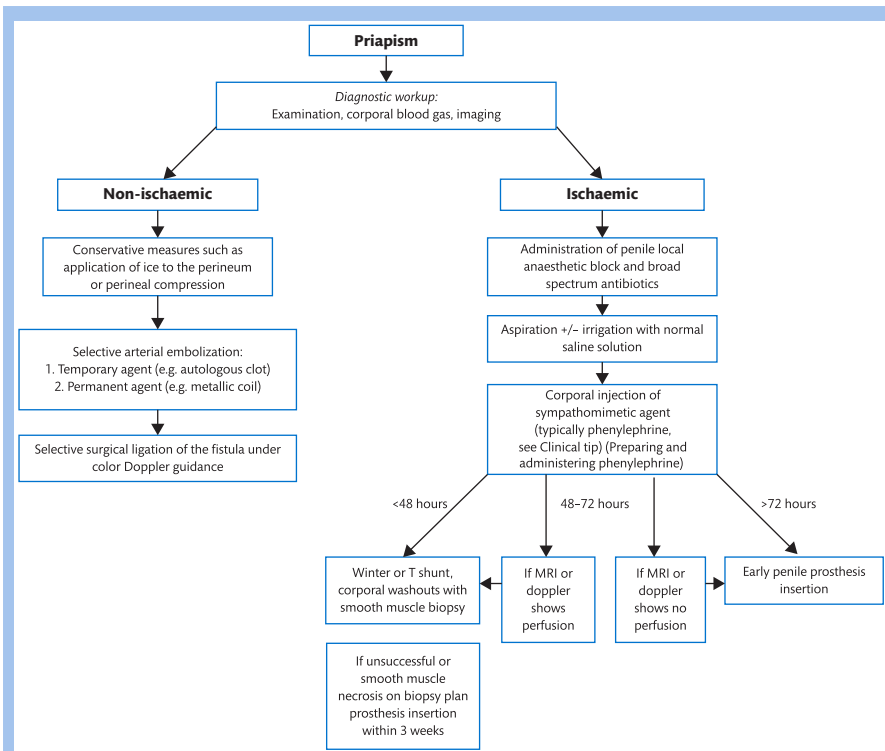 Priapism
Diagnostic workup:
Examination, corporal blood gas, imaging
Non-ischaemic
Conservative measures such as
application of ice to the perineum
or perineal compression
Selective arterial embolization:
1. Temporary agent (e.g. autologous clot)
2. Permanent agent (e.g. metallic coil)
Selective surgical ligation of the fistula under
color Doppler guidance
Ischaemic
Administration of penile local
anaesthetic block and broad
spectrum antibiotics
Aspiration +/– irrigation with normal
saline solution
Corporal injection of
sympathomimetic agent
(typically phenylephrine,
see Clinical tip) (Preparing and
administering phenylephrine)
<48 hours
48–72 hours
>72 hours
Winter or T shunt,
corporal washouts with
smooth muscle biopsy
If MRI or
doppler
shows
perfusion
If MRI or
doppler
shows no
perfusion
Early penile prosthesis
insertion
If unsuccessful or
smooth muscle
necrosis on biopsy plan
prosthesis insertion
within 3 weeks